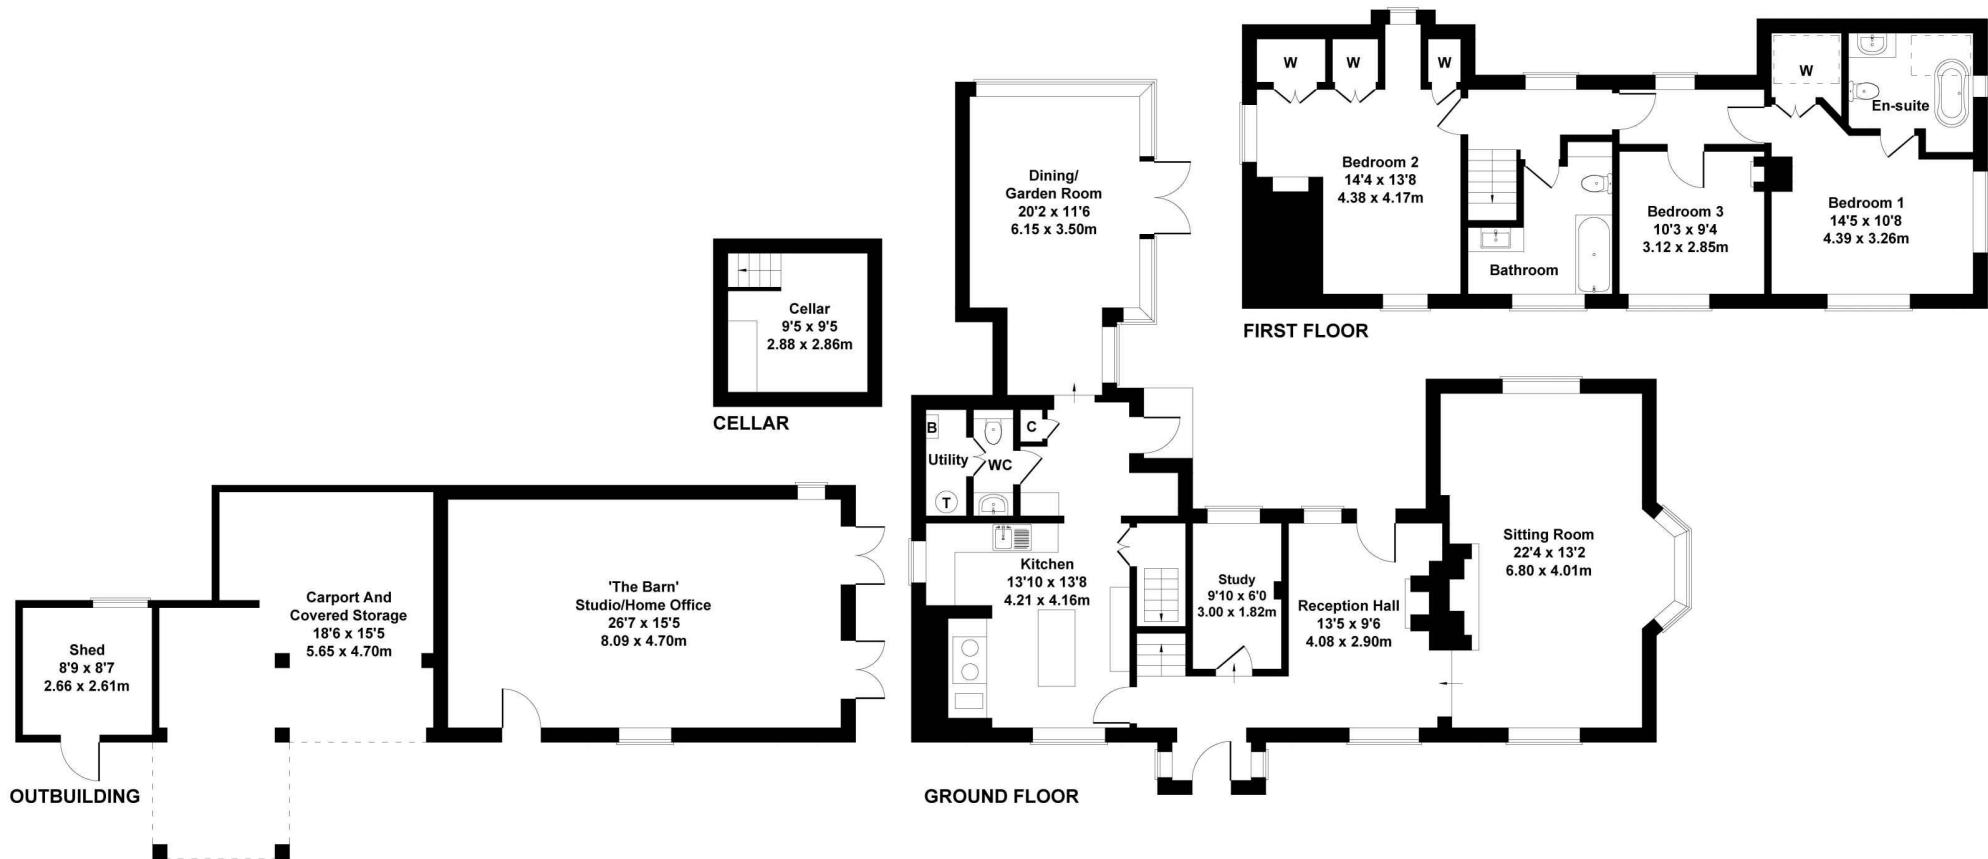 W
W
W
W
En-suite
Bedroom 2
14'4 x 13'8
4.38 x 4.17m
Bedroom 3
10'3 x 9'4
3.12 x 2.85m
Bedroom 1
14'5 x 10'8
4.39 x 3.26m
Bathroom
FIRST FLOOR
Dining/
Garden Room
20'2 x 11'6
6.15 x 3.50m
Cellar
9'5 x 9'5
2.88 x 2.86m
CELLAR
B
C
Utility
WC
T
Kitchen
13'10 x 13'8
4.21 x 4.16m
Study
9'10 x 6'0
3.00 x 1.82m
Reception Hall
13'5 x 9'6
4.08 x 2.90m
Sitting Room
22'4 x 13'2
6.80 x 4.01m
GROUND FLOOR
Shed
8'9 x 8'7
2.66 x 2.61m
Carport And
Covered Storage
18'6 x 15'5
5.65 x 4.70m
'The Barn'
Studio/Home Office
26'7 x 15'5
8.09 x 4.70m
OUTBUILDING